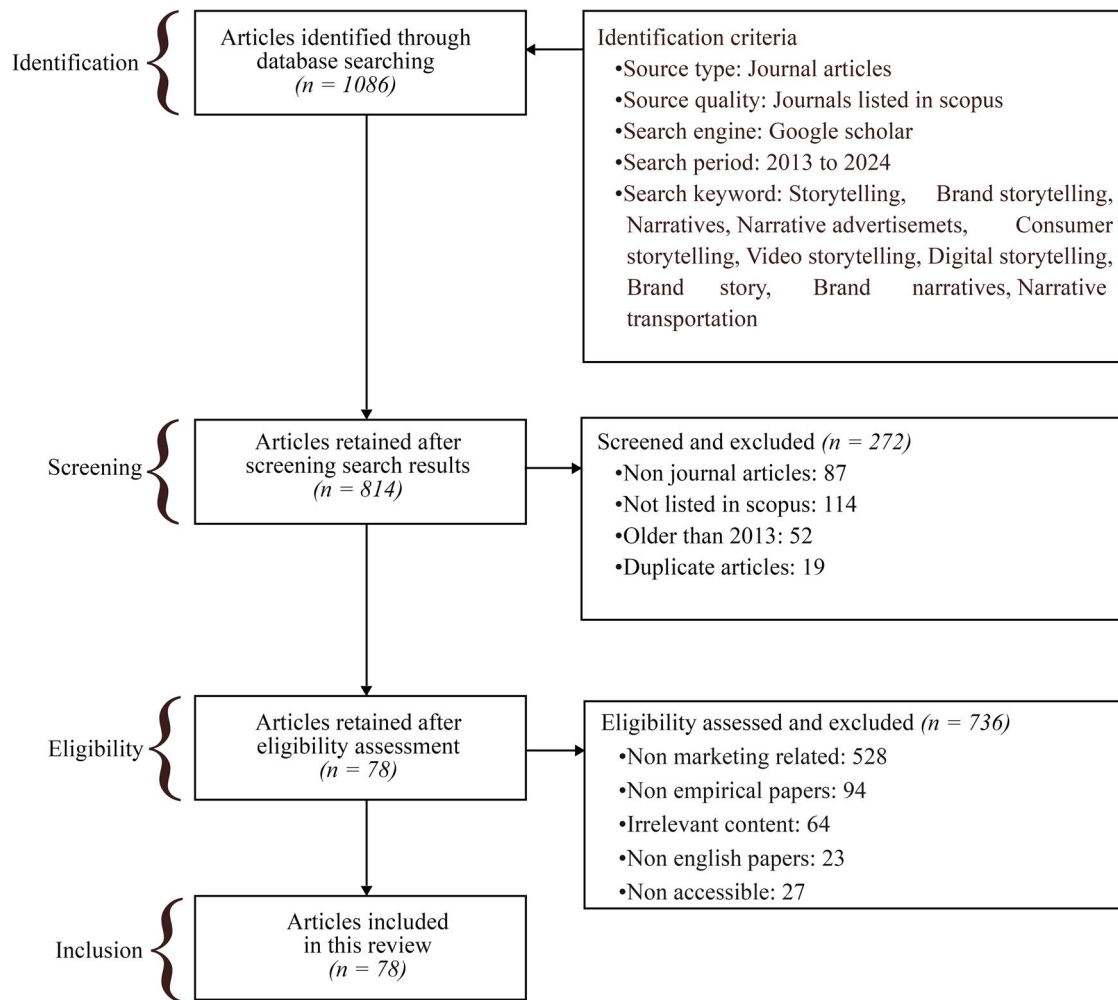 Identification
Articles identified through
database searching
(n = 1086)
Identification criteria
•Source type: Journal articles
•Source quality: Journals listed in scopus
•Search engine: Google scholar
•Search period: 2013 to 2024
•Search keyword: Storytelling, Brand storytelling,
Narratives, Narrative advertisemets, Consumer
storytelling, Video storytelling, Digital storytelling,
Brand story, Brand narratives, Narrative
transportation
Screening
Articles retained after
screening search results
(n = 814)
Screened and excluded (n = 272)
•Non journal articles: 87
•Not listed in scopus: 114
•Older than 2013: 52
•Duplicate articles: 19
Eligibility
Articles retained after
eligibility assessment
(n = 78)
Eligibility assessed and excluded (n = 736)
•Non marketing related: 528
•Non empirical papers: 94
•Irrelevant content: 64
•Non english papers: 23
•Non accessible: 27
Inclusion
Articles included
in this review
(n = 78)